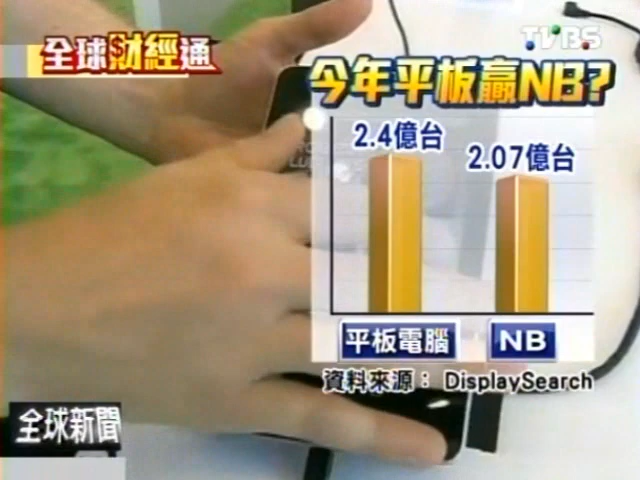 全球財經通
TVBS
今年平板贏NB?
2.4億台
2.07億台
平板電腦
NB
資料來源： DisplaySearch
全球新聞